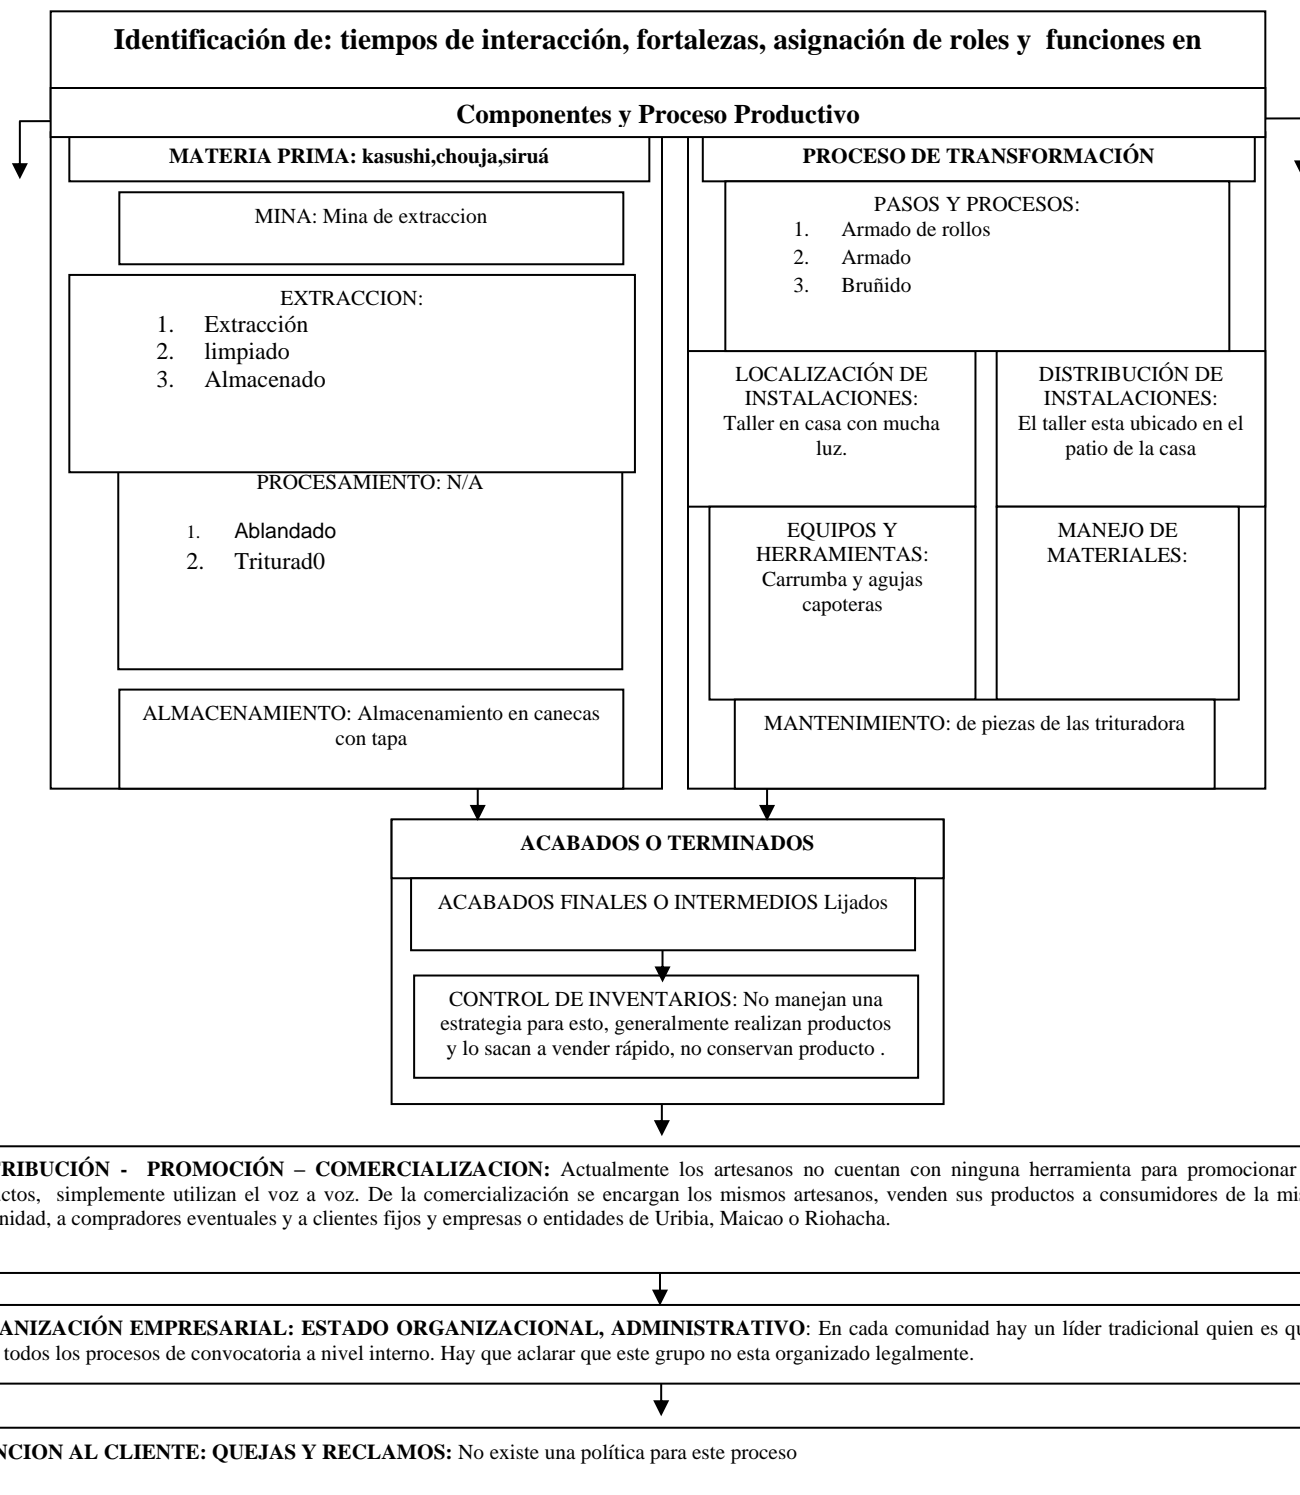 Identificación de: tiempos de interacción, fortalezas, asignación de roles y funciones en
Componentes y Proceso Productivo
MATERIA PRIMA: kasushi,chouja,siruá
MINA: Mina de extraccion
EXTRACCION:
1. Extracción
2. limpiado
3. Almacenado
PROCESAMIENTO: N/A
1. Ablandado
2. Triturad0
ALMACENAMIENTO: Almacenamiento en canecas
con tapa
PROCESO DE TRANSFORMACIÓN
PASOS Y PROCESOS:
1. Armado de rollos
2. Armado
3. Bruñido
LOCALIZACIÓN DE
INSTALACIONES:
Taller en casa con mucha
luz.
DISTRIBUCIÓN DE
INSTALACIONES:
El taller esta ubicado en el
patio de la casa
EQUIPOS Y
HERRAMIENTAS:
Carrumba y agujas
capoteras
MANEJO DE
MATERIALES:
MANTENIMIENTO: de piezas de las trituradora
ACABADOS O TERMINADOS
ACABADOS FINALES O INTERMEDIOS Lijados
CONTROL DE INVENTARIOS: No manejan una
estrategia para esto, generalmente realizan productos
y lo sacan a vender rápido, no conservan producto .
TRIBUCIÓN - PROMOCIÓN – COMERCIALIZACION: Actualmente los artesanos no cuentan con ninguna herramienta para promocionar
ctos, simplemente utilizan el voz a voz. De la comercialización se encargan los mismos artesanos, venden sus productos a consumidores de la mis
nidad, a compradores eventuales y a clientes fijos y empresas o entidades de Uribia, Maicao o Riohacha.
ANIZACIÓN EMPRESARIAL: ESTADO ORGANIZACIONAL, ADMINISTRATIVO: En cada comunidad hay un líder tradicional quien es qu
todos los procesos de convocatoria a nivel interno. Hay que aclarar que este grupo no esta organizado legalmente.
NCION AL CLIENTE: QUEJAS Y RECLAMOS: No existe una política para este proceso